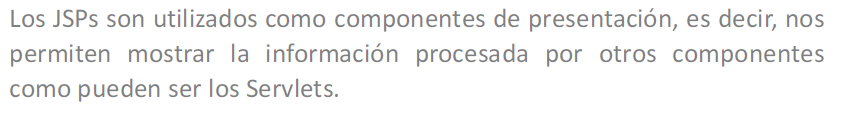 Los JSPs son utilizados como componentes de presentación, es decir, nos
permiten mostrar la información procesada por otros componentes
como pueden ser los Servlets.